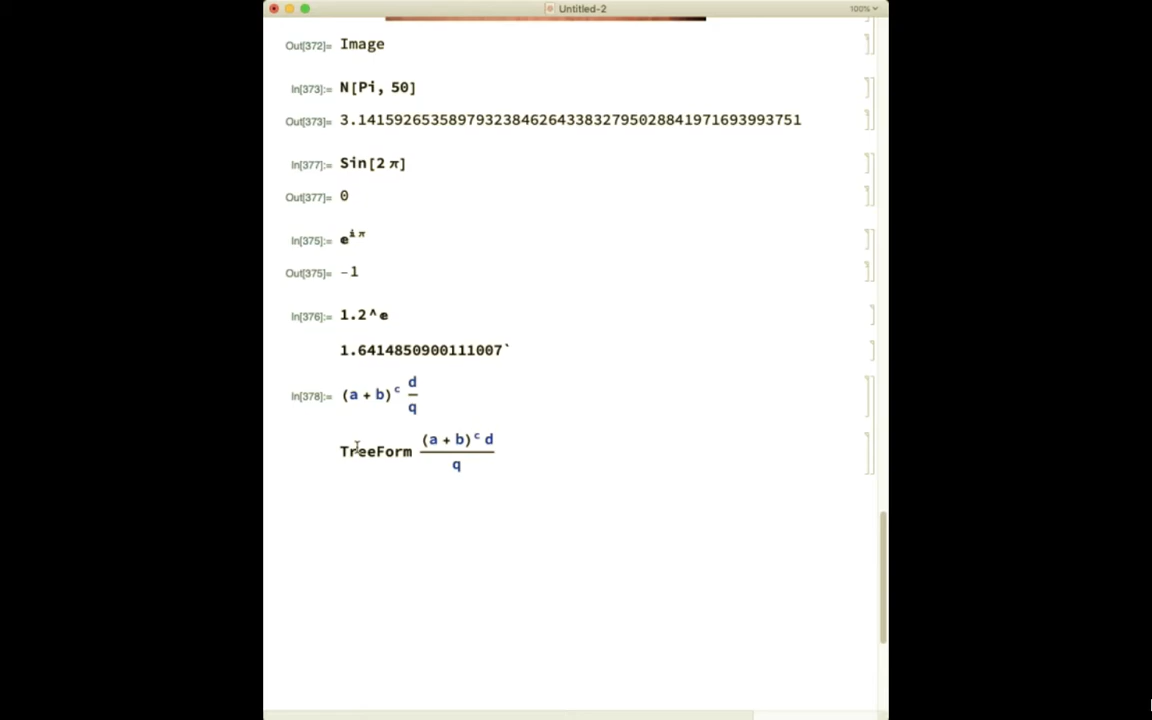 Untitled-2
100%
Out[372]= Image
In[373]:= N[Pi, 50]
Out[373]= 3.1415926535897932384626433832795028841971693993751
In[377]:= Sin[2 π]
Out[377]= 0
In[375]:= ⅇ^ⅈ π
Out[375]= -1
In[376]:= 1.2^ⅇ
1.6414850900111007`
In[378]:= (a + b)^c d/q
TreeForm (a + b)^c d/q